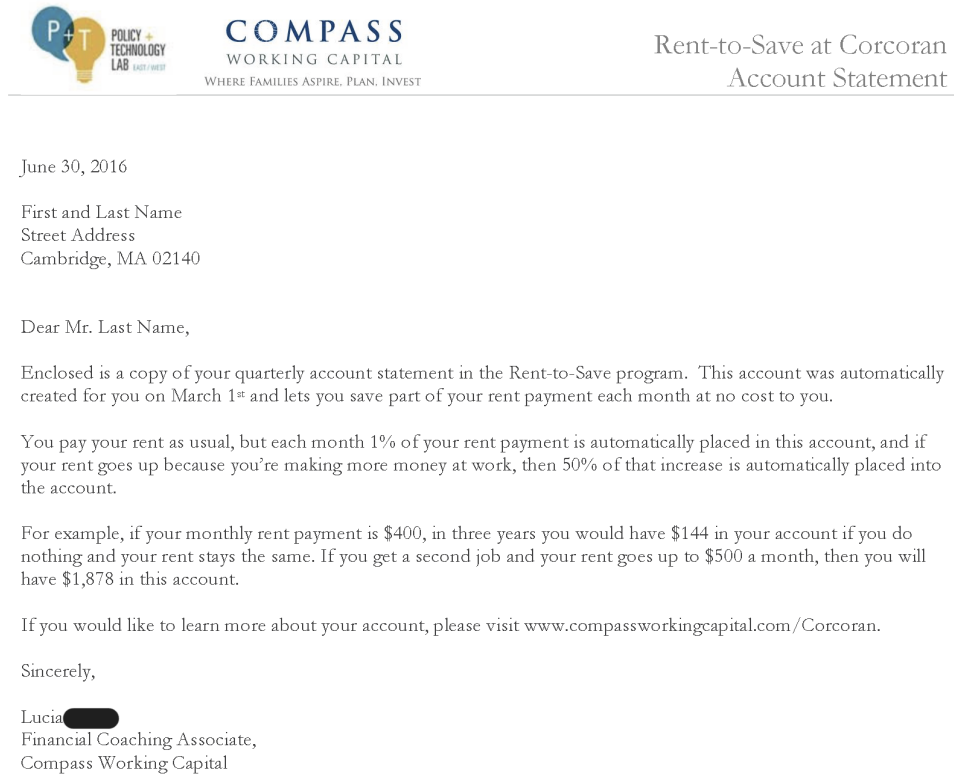 P+T
POLICY +
TECHNOLOGY
LAB EAST / WEST
COMPASS
WORKING CAPITAL
WHERE FAMILIES ASPIRE. PLAN. INVEST
Rent-to-Save at Corcoran
Account Statement
June 30, 2016
First and Last Name
Street Address
Cambridge, MA 02140
Dear Mr. Last Name,
Enclosed is a copy of your quarterly account statement in the Rent-to-Save program.  This account was automatically
created for you on March 1st and lets you save part of your rent payment each month at no cost to you.
You pay your rent as usual, but each month 1% of your rent payment is automatically placed in this account, and if
your rent goes up because you’re making more money at work, then 50% of that increase is automatically placed into
the account.
For example, if your monthly rent payment is $400, in three years you would have $144 in your account if you do
nothing and your rent stays the same. If you get a second job and your rent goes up to $500 a month, then you will
have $1,878 in this account.
If you would like to learn more about your account, please visit www.compassworkingcapital.com/Corcoran.
Sincerely,
Lucia
Financial Coaching Associate,
Compass Working Capital